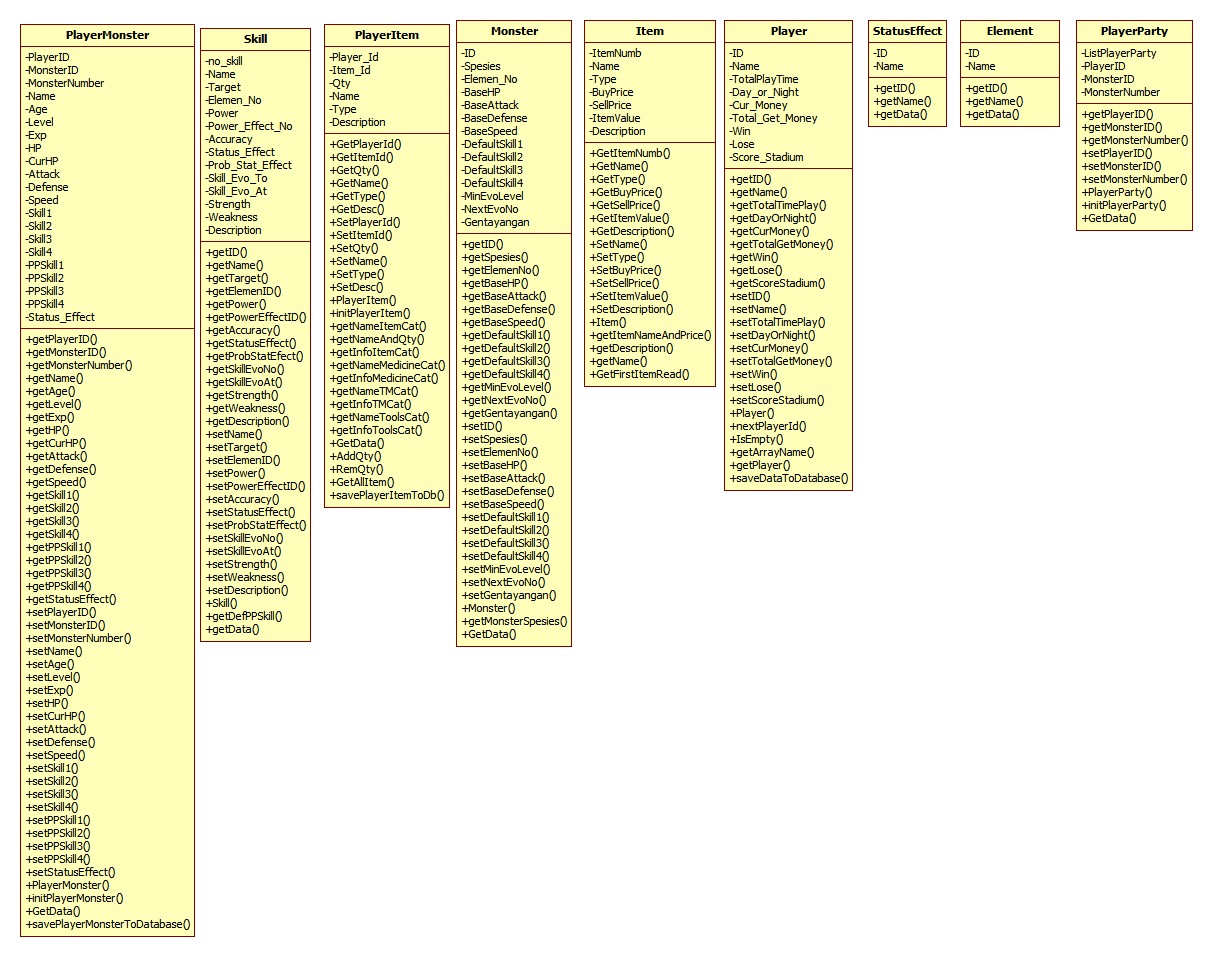 PlayerMonster
-PlayerID
-MonsterID
-MonsterNumber
-Name
-Age
-Level
-Exp
-HP
-CurHP
-Attack
-Defense
-Speed
-Skill1
-Skill2
-Skill3
-Skill4
-PPSkill1
-PPSkill2
-PPSkill3
-PPSkill4
-Status_Effect
+getPlayerID()
+getMonsterID()
+getMonsterNumber()
+getName()
+getAge()
+getLevel()
+getExp()
+getHP()
+getCurHP()
+getAttack()
+getDefense()
+getSpeed()
+getSkill1()
+getSkill2()
+getSkill3()
+getSkill4()
+getPPSkill1()
+getPPSkill2()
+getPPSkill3()
+getPPSkill4()
+getStatusEffect()
+setPlayerID()
+setMonsterID()
+setMonsterNumber()
+setName()
+setAge()
+setLevel()
+setExp()
+setHP()
+setCurHP()
+setAttack()
+setDefense()
+setSpeed()
+setSkill1()
+setSkill2()
+setSkill3()
+setSkill4()
+setPPSkill1()
+setPPSkill2()
+setPPSkill3()
+setPPSkill4()
+setStatusEffect()
+PlayerMonster()
+initPlayerMonster()
+GetData()
+savePlayerMonsterToDatabase()
Skill
-no_skill
-Name
-Target
-Elemen_No
-Power
-Power_Effect_No
-Accuracy
-Status_Effect
-Prob_Stat_Effect
-Skill_Evo_To
-Skill_Evo_At
-Strength
-Weakness
-Description
+getID()
+getName()
+getTarget()
+getElemenID()
+getPower()
+getPowerEffectID()
+getAccuracy()
+getStatusEffect()
+getProbStatEffect()
+getSkillEvoNo()
+getSkillEvoAt()
+getStrength()
+getWeakness()
+getDescription()
+setName()
+setTarget()
+setElemenID()
+setPower()
+setPowerEffectID()
+setAccuracy()
+setStatusEffect()
+setProbStatEffect()
+setSkillEvoNo()
+setSkillEvoAt()
+setStrength()
+setWeakness()
+setDescription()
+Skill()
+getDefPPSkill()
+getData()
PlayerItem
-Player_Id
-Item_Id
-Qty
-Name
-Type
-Description
+GetPlayerId()
+GetItemId()
+GetQty()
+GetName()
+GetType()
+GetDesc()
+SetPlayerId()
+SetItemId()
+SetQty()
+SetName()
+SetType()
+SetDesc()
+PlayerItem()
+initPlayerItem()
+getNameItemCat()
+getNameAndQty()
+getInfoItemCat()
+getNameMedicineCat()
+getInfoMedicineCat()
+getNameTMCat()
+getInfoTMCat()
+getNameToolsCat()
+getInfoToolsCat()
+GetData()
+AddQty()
+RemQty()
+GetAllItem()
+savePlayerItemToDb()
Monster
-ID
-Spesies
-Elemen_No
-BaseHP
-BaseAttack
-BaseDefense
-BaseSpeed
-DefaultSkill1
-DefaultSkill2
-DefaultSkill3
-DefaultSkill4
-MinEvoLevel
-NextEvoNo
-Gentayangan
+getID()
+getSpesies()
+getElemenNo()
+getBaseHP()
+getBaseAttack()
+getBaseDefense()
+getBaseSpeed()
+getDefaultSkill1()
+getDefaultSkill2()
+getDefaultSkill3()
+getDefaultSkill4()
+getMinEvoLevel()
+getNextEvoNo()
+getGentayangan()
+setID()
+setSpesies()
+setElemenNo()
+setBaseHP()
+setBaseAttack()
+setBaseDefense()
+setBaseSpeed()
+setDefaultSkill1()
+setDefaultSkill2()
+setDefaultSkill3()
+setDefaultSkill4()
+setMinEvoLevel()
+setNextEvoNo()
+setGentayangan()
+Monster()
+getMonsterSpesies()
+GetData()
Item
-ItemNumb
-Name
-Type
-BuyPrice
-SellPrice
-ItemValue
-Description
+GetItemNumb()
+GetName()
+GetType()
+GetBuyPrice()
+GetSellPrice()
+GetItemValue()
+GetDescription()
+SetName()
+SetType()
+SetBuyPrice()
+SetSellPrice()
+SetItemValue()
+SetDescription()
+Item()
+getItemNameAndPrice()
+getDescription()
+getName()
+GetFirstItemRead()
Player
-ID
-Name
-TotalPlayTime
-Day_or_Night
-Cur_Money
-Total_Get_Money
-Win
-Lose
-Score_Stadium
+getID()
+getName()
+getTotalTimePlay()
+getDayOrNight()
+getCurMoney()
+getTotalGetMoney()
+getWin()
+getLose()
+getScoreStadium()
+setID()
+setName()
+setTotalTimePlay()
+setDayOrNight()
+setCurMoney()
+setTotalGetMoney()
+setWin()
+setLose()
+setScoreStadium()
+Player()
+nextPlayerId()
+IsEmpty()
+getArrayName()
+getPlayer()
+saveDataToDatabase()
StatusEffect
-ID
-Name
+getID()
+getName()
+getData()
Element
-ID
-Name
+getID()
+getName()
+getData()
PlayerParty
-ListPlayerParty
-PlayerID
-MonsterID
-MonsterNumber
+getPlayerID()
+getMonsterID()
+getMonsterNumber()
+setPlayerID()
+setMonsterID()
+setMonsterNumber()
+PlayerParty()
+initPlayerParty()
+GetData()